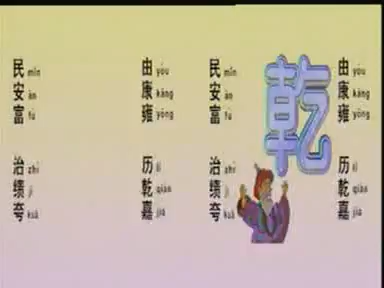 由 yóu 康 kāng 雍 yōng
历 lì 乾 qián 嘉 jiā
乾
民 mín 安 ān 富 fù
治 zhì 绩 jì 夸 kuā
由 yóu 康 kāng 雍 yōng
历 lì 乾 qián 嘉 jiā
民 mín 安 ān 富 fù
治 zhì 绩 jì 夸 kuā